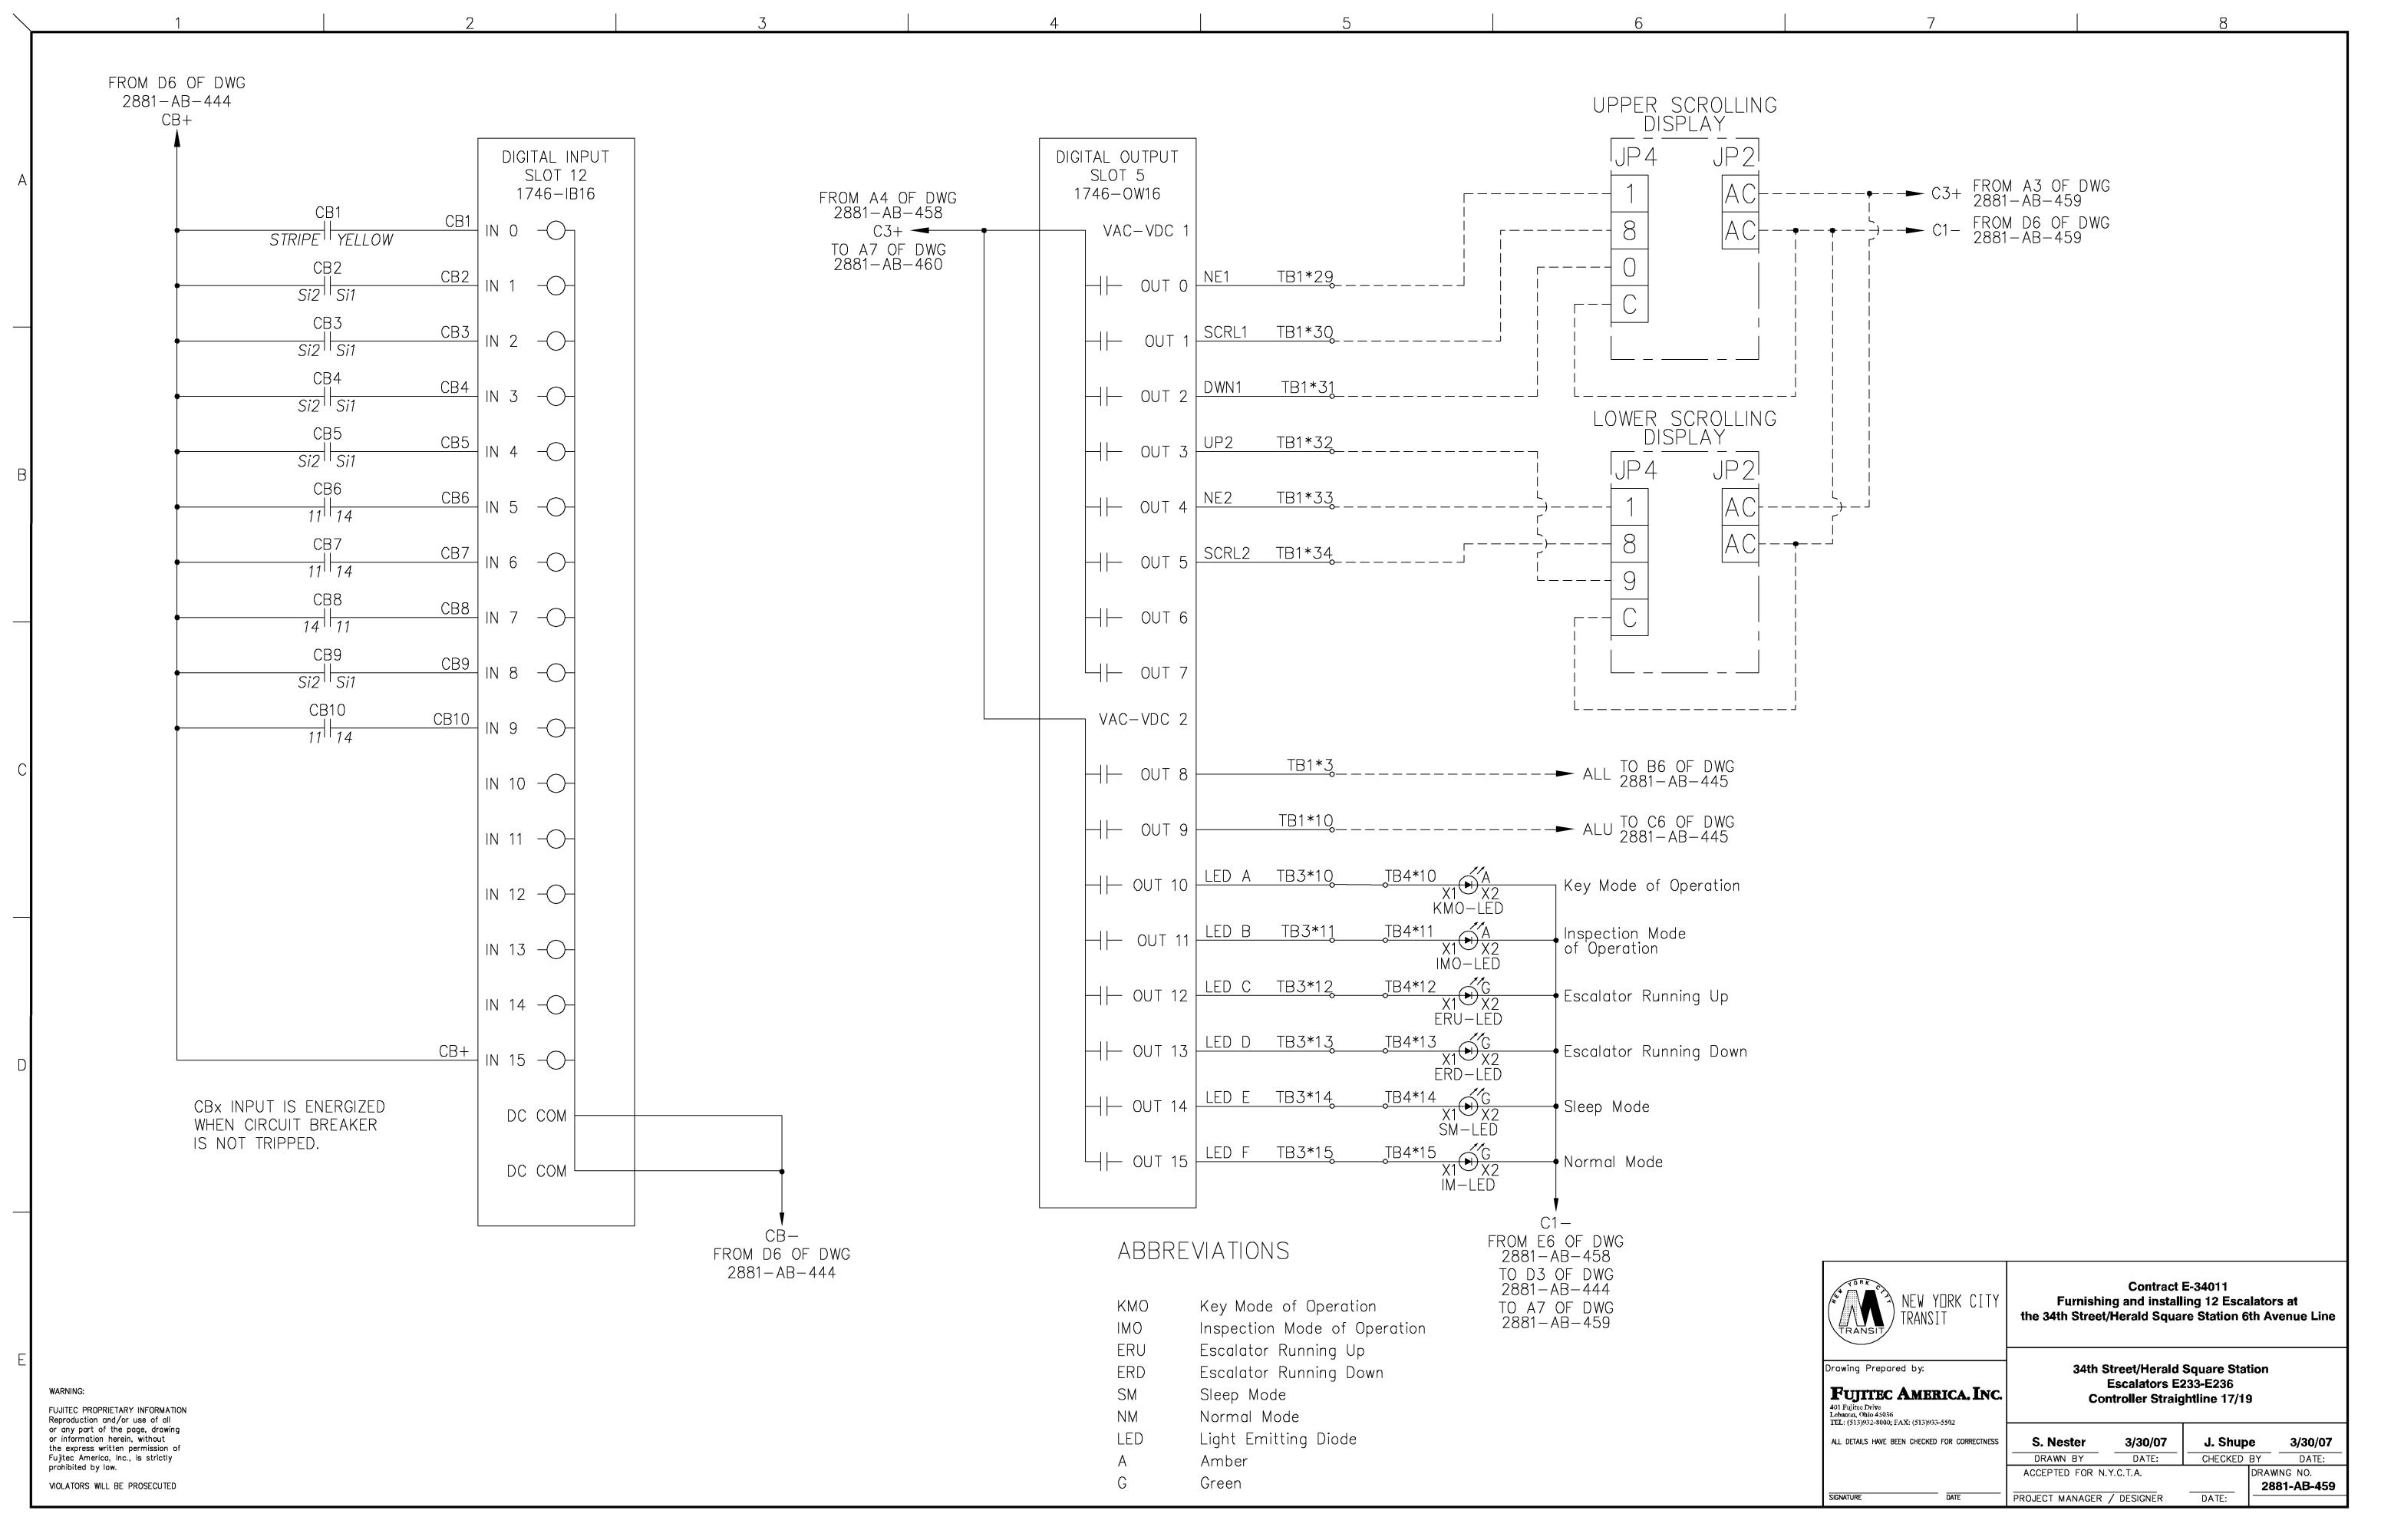 1 2 3 4 5 6 7 8
A
B
C
D
E
FROM D6 OF DWG
2881-AB-444
CB+
CB1
STRIPE YELLOW
CB1
CB2
Si2 Si1
CB2
CB3
Si2 Si1
CB3
CB4
Si2 Si1
CB4
CB5
Si2 Si1
CB5
CB6
11 14
CB6
CB7
11 14
CB7
CB8
14 11
CB8
CB9
Si2 Si1
CB9
CB10
11 14
CB10
CB+
CBx INPUT IS ENERGIZED
WHEN CIRCUIT BREAKER
IS NOT TRIPPED.
DIGITAL INPUT
SLOT 12
1746-IB16
IN 0
IN 1
IN 2
IN 3
IN 4
IN 5
IN 6
IN 7
IN 8
IN 9
IN 10
IN 11
IN 12
IN 13
IN 14
IN 15
DC COM
DC COM
CB-
FROM D6 OF DWG
2881-AB-444
FROM A4 OF DWG
2881-AB-458
C3+
TO A7 OF DWG
2881-AB-460
DIGITAL OUTPUT
SLOT 5
1746-OW16
VAC-VDC 1
OUT 0
OUT 1
OUT 2
OUT 3
OUT 4
OUT 5
OUT 6
OUT 7
VAC-VDC 2
OUT 8
OUT 9
OUT 10
OUT 11
OUT 12
OUT 13
OUT 14
OUT 15
NE1 TB1*29
SCRL1 TB1*30
DWN1 TB1*31
UP2 TB1*32
NE2 TB1*33
SCRL2 TB1*34
UPPER SCROLLING
DISPLAY
JP4 JP2
1 AC
8 AC
0
C
C3+ FROM A3 OF DWG
2881-AB-459
C1- FROM D6 OF DWG
2881-AB-459
LOWER SCROLLING
DISPLAY
JP4 JP2
1 AC
8 AC
9
C
TB1*3
ALL TO B6 OF DWG
2881-AB-445
TB1*10
ALU TO C6 OF DWG
2881-AB-445
LED A TB3*10 TB4*10 A
X1 X2
KMO-LED
Key Mode of Operation
LED B TB3*11 TB4*11 A
X1 X2
IMO-LED
Inspection Mode
of Operation
LED C TB3*12 TB4*12 G
X1 X2
ERU-LED
Escalator Running Up
LED D TB3*13 TB4*13 G
X1 X2
ERD-LED
Escalator Running Down
LED E TB3*14 TB4*14 G
X1 X2
SM-LED
Sleep Mode
LED F TB3*15 TB4*15 G
X1 X2
IM-LED
Normal Mode
C1-
FROM E6 OF DWG
2881-AB-458
TO D3 OF DWG
2881-AB-444
TO A7 OF DWG
2881-AB-459
ABBREVIATIONS
KMO Key Mode of Operation
IMO Inspection Mode of Operation
ERU Escalator Running Up
ERD Escalator Running Down
SM Sleep Mode
NM Normal Mode
LED Light Emitting Diode
A Amber
G Green
WARNING:
FUJITEC PROPRIETARY INFORMATION
Reproduction and/or use of all
or any part of the page, drawing
or information herein, without
the express written permission of
Fujitec America, Inc., is strictly
prohibited by law.
VIOLATORS WILL BE PROSECUTED
NEW YORK CITY
TRANSIT
NEW YORK CITY
TRANSIT
Contract E-34011
Furnishing and installing 12 Escalators at
the 34th Street/Herald Square Station 6th Avenue Line
Drawing Prepared by:
FUJITEC AMERICA, INC.
401 Fujitec Drive
Lebanon, Ohio 45036
TEL: (513)932-8000; FAX: (513)933-5592
ALL DETAILS HAVE BEEN CHECKED FOR CORRECTNESS
SIGNATURE DATE
34th Street/Herald Square Station
Escalators E233-E236
Controller Straightline 17/19
S. Nester 3/30/07 J. Shupe 3/30/07
DRAWN BY DATE: CHECKED BY DATE:
ACCEPTED FOR N.Y.C.T.A.
PROJECT MANAGER / DESIGNER DATE:
DRAWING NO.
2881-AB-459